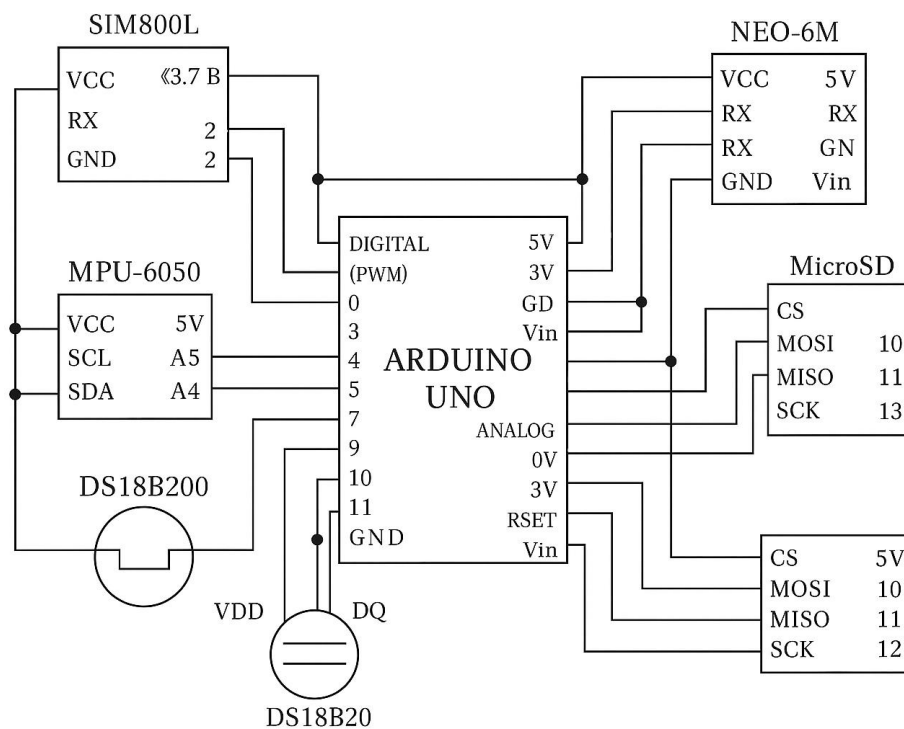 SIM800L
VCC 《3.7 В
RX 2
GND 2
NEO-6M
VCC 5V
RX RX
RX GN
GND Vin
MPU-6050
VCC 5V
SCL A5
SDA A4
DS18B200
DIGITAL 5V
(PWM) 3V
0 GD
3 Vin
4
5
7
9
10
11
GND
ARDUINO
UNO
ANALOG
0V
3V
RSET
Vin
MicroSD
CS
MOSI 10
MISO 11
SCK 13
CS 5V
MOSI 10
MISO 11
SCK 12
VDD DQ
DS18B20